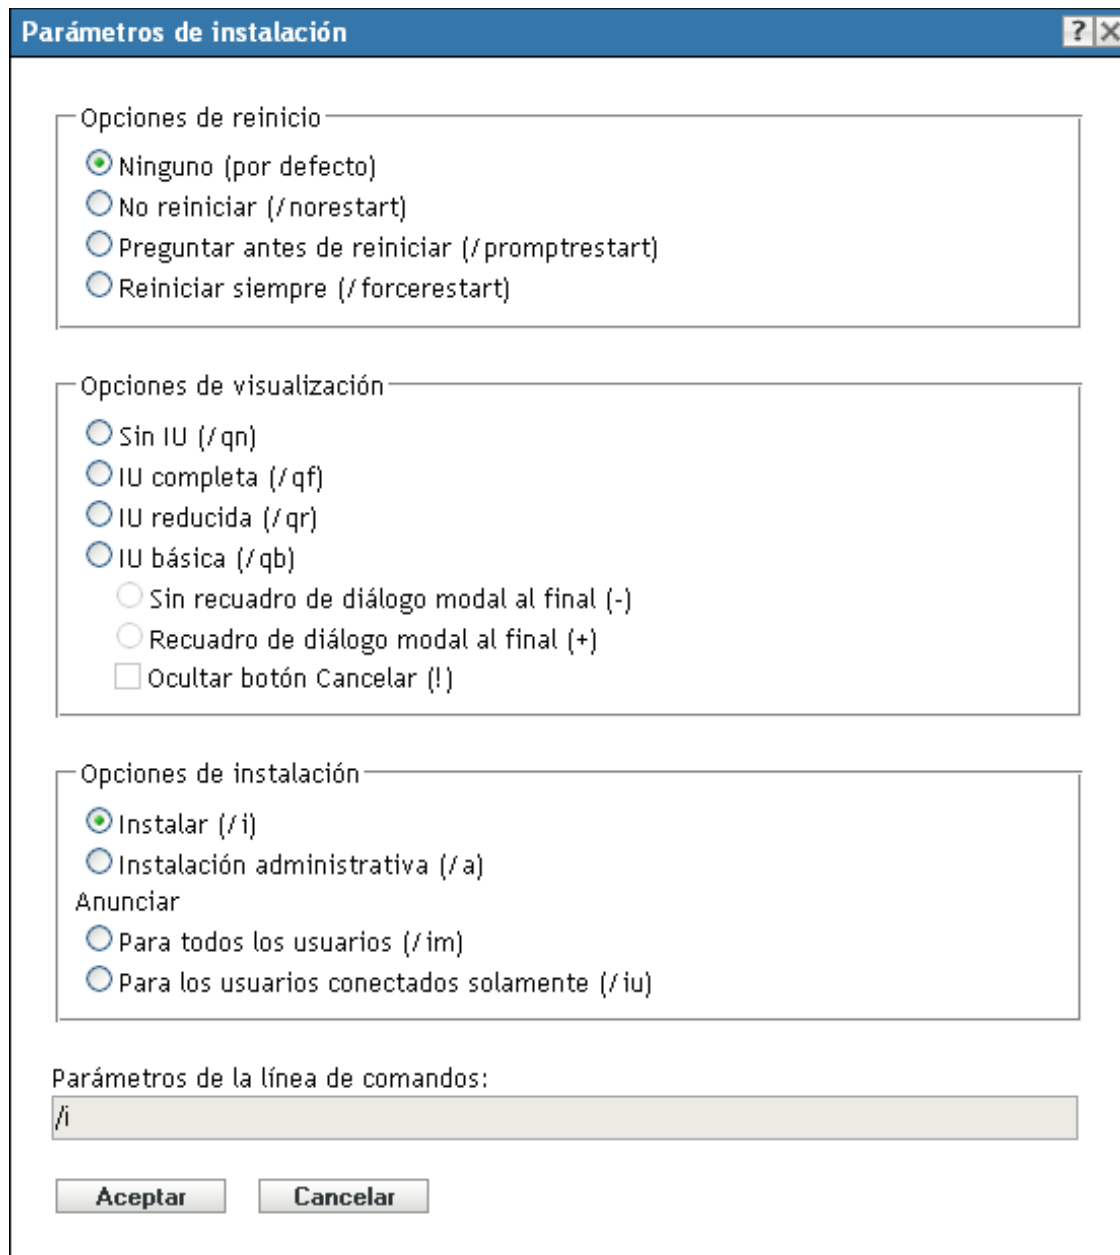 Parámetros de instalación
Opciones de reinicio
Ninguno (por defecto)
No reiniciar (/norestart)
Preguntar antes de reiniciar (/promptrestart)
Reiniciar siempre (/forcerestart)
Opciones de visualización
Sin IU (/qn)
IU completa (/qf)
IU reducida (/qr)
IU básica (/qb)
Sin recuadro de diálogo modal al final (-)
Recuadro de diálogo modal al final (+)
Ocultar botón Cancelar (!)
Opciones de instalación
Instalar (/i)
Instalación administrativa (/a)
Anunciar
Para todos los usuarios (/im)
Para los usuarios conectados solamente (/iu)
Parámetros de la línea de comandos:
/i
Aceptar Cancelar